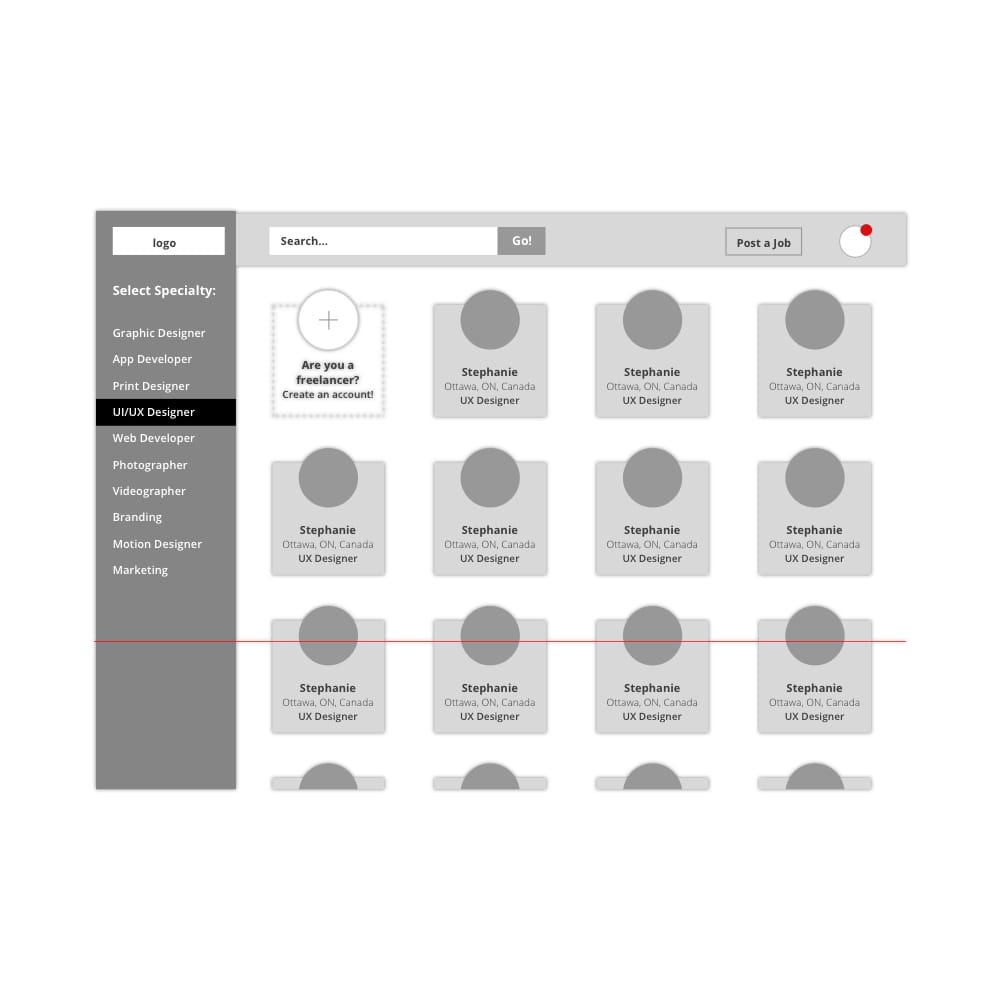 logo
Search...
Go!
Post a Job
Select Specialty:
Graphic Designer
App Developer
Print Designer
UI/UX Designer
Web Developer
Photographer
Videographer
Branding
Motion Designer
Marketing
Are you a
freelancer?
Create an account!
Stephanie
Ottawa, ON, Canada
UX Designer
Stephanie
Ottawa, ON, Canada
UX Designer
Stephanie
Ottawa, ON, Canada
UX Designer
Stephanie
Ottawa, ON, Canada
UX Designer
Stephanie
Ottawa, ON, Canada
UX Designer
Stephanie
Ottawa, ON, Canada
UX Designer
Stephanie
Ottawa, ON, Canada
UX Designer
Stephanie
Ottawa, ON, Canada
UX Designer
Stephanie
Ottawa, ON, Canada
UX Designer
Stephanie
Ottawa, ON, Canada
UX Designer
Stephanie
Ottawa, ON, Canada
UX Designer